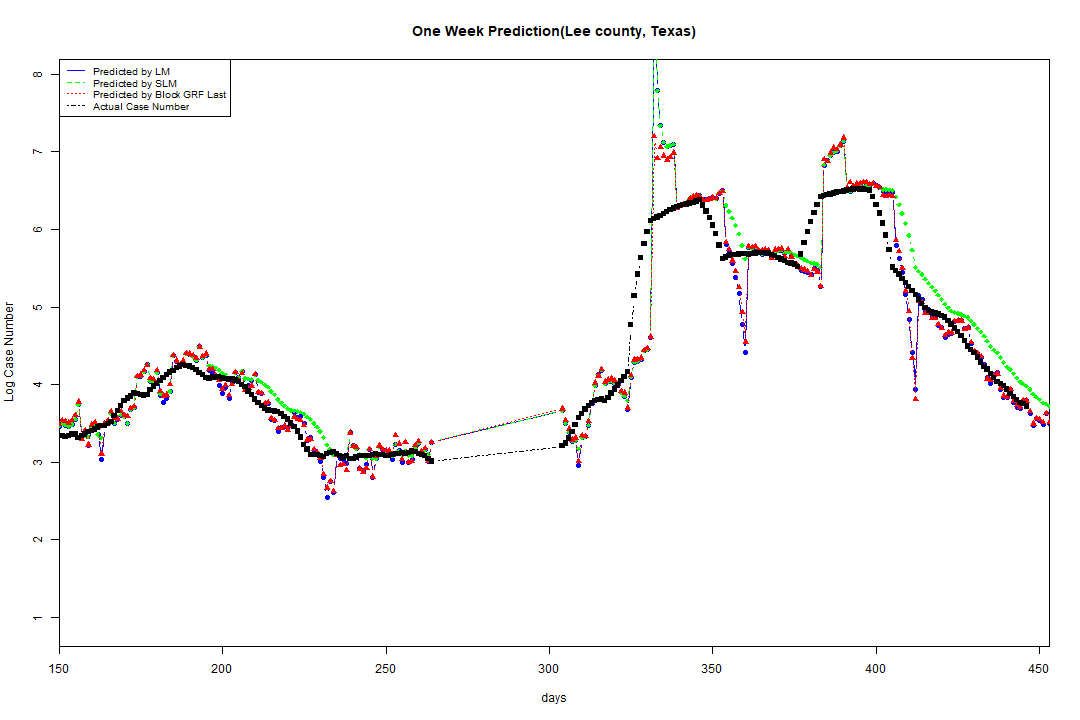 One Week Prediction(Lee county, Texas)
Predicted by LM
Predicted by SLM
Predicted by Block GRF Last
Actual Case Number
8
7
6
5
4
3
2
1
Log Case Number
150 200 250 300 350 400 450
days